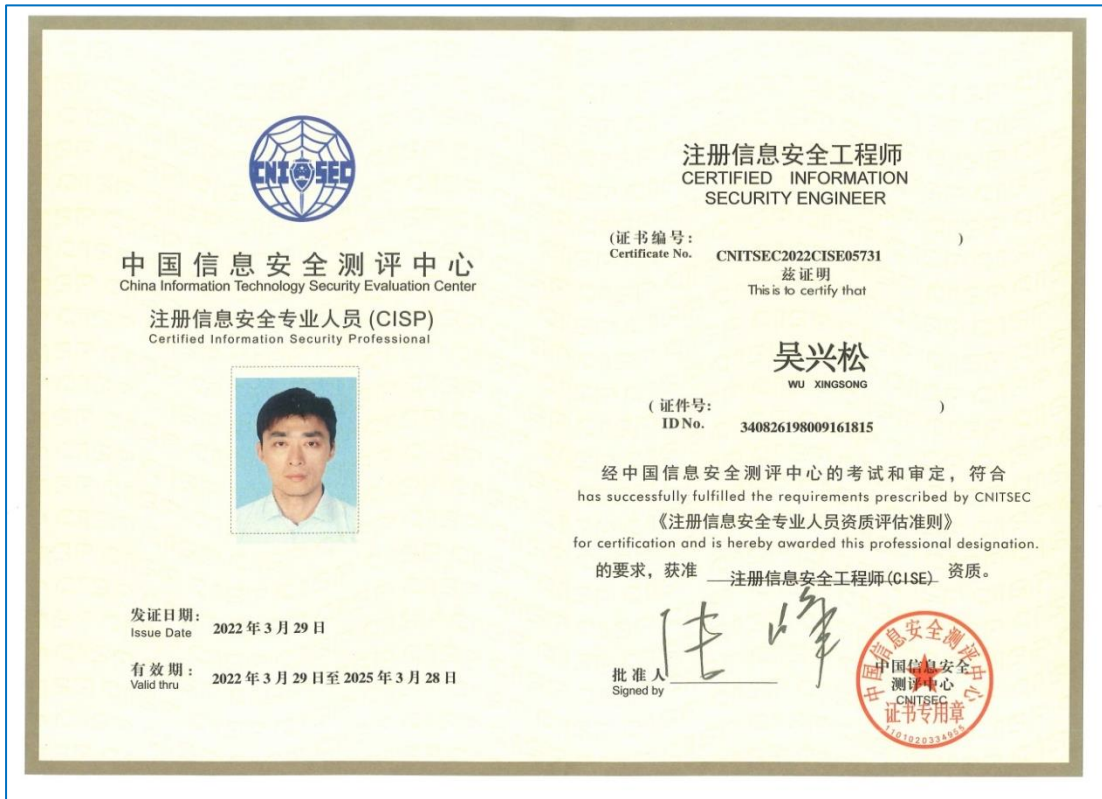 CNITSEC
中国信息安全测评中心
China Information Technology Security Evaluation Center
注册信息安全专业人员 (CISP)
Certified Information Security Professional
发证日期:
Issue Date
2022 年 3 月 29 日
有效期:
Valid thru
2022 年 3 月 29 日至 2025 年 3 月 28 日
注册信息安全工程师
CERTIFIED INFORMATION
SECURITY ENGINEER
(证书编号: )
Certificate No. CNITSEC2022CISE05731
兹证明
This is to certify that
吴兴松
WU XINGSONG
(证件号: )
ID No. 340826198009161815
经中国信息安全测评中心的考试和审定，符合
has successfully fulfilled the requirements prescribed by CNITSEC
《注册信息安全专业人员资质评估准则》
for certification and is hereby awarded this professional designation.
的要求，获准 注册信息安全工程师(CISE) 资质。
批准人
Signed by
中国信息安全测评中心
中国信息安全
测评中心
CNITSEC
证书专用章
1101020334955